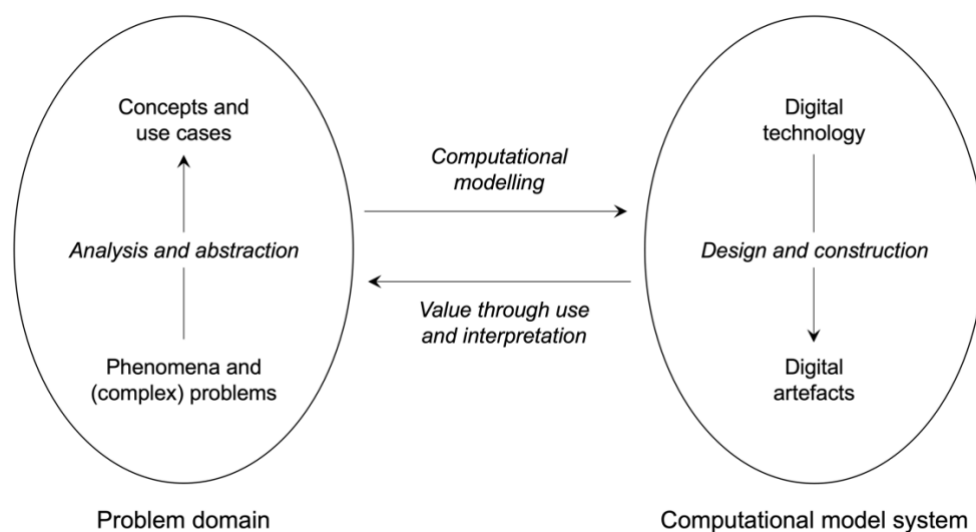 Concepts and
use cases
Analysis and abstraction
Phenomena and
(complex) problems
Problem domain
Computational
modelling
Value through use
and interpretation
Digital
technology
Design and construction
Digital
artefacts
Computational model system